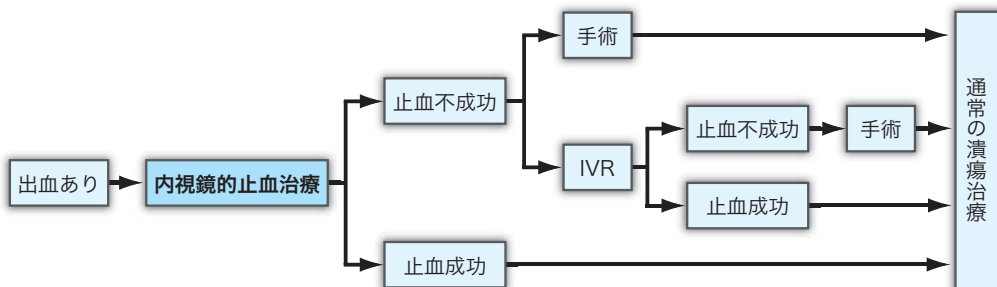 出血あり
内視鏡的止血治療
止血不成功
手術
IVR
止血不成功
手術
止血成功
止血成功
通常の潰瘍治療